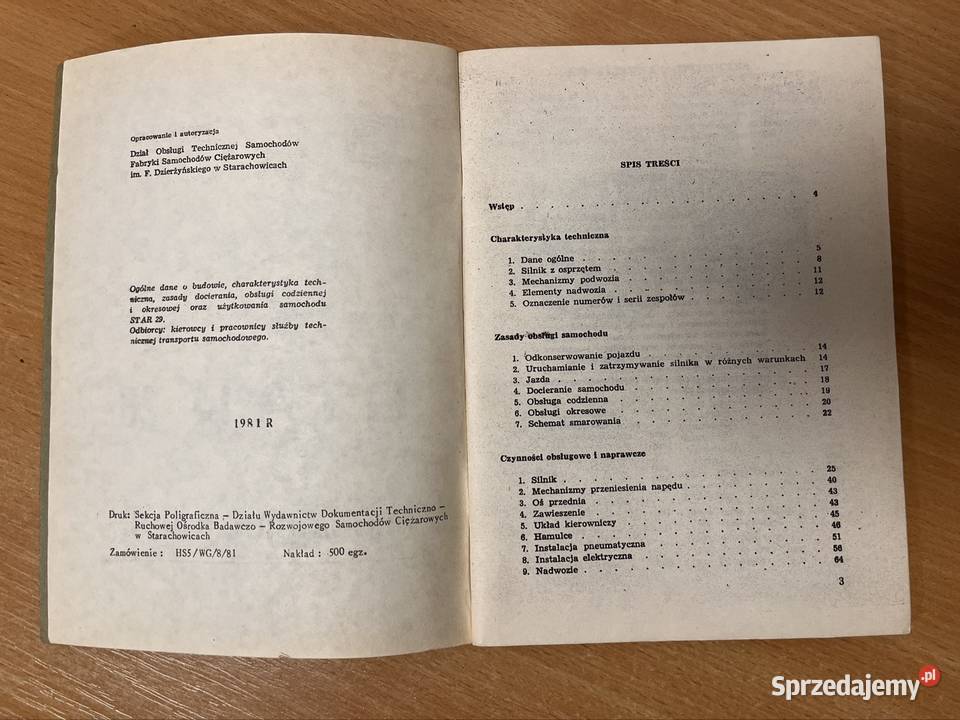 Opracowanie i autoryzacja
Dział Obsługi Technicznej Samochodów
Fabryki Samochodów Ciężarowych
im. F. Dzierżyńskiego w Starachowicach
Ogólne dane o budowie, charakterystyka tech-
niczna, zasady docierania, obsługi codziennej
i okresowej oraz użytkowania samochodu
STAR 29.
Odbiorcy: kierowcy i pracownicy służby tech-
nicznej transportu samochodowego.
1981 R
Druk: Sekcja Poligraficzna — Działu Wydawnictw Dokumentacji Techniczno —
Ruchowej Ośrodka Badawczo — Rozwojowego Samochodów Ciężarowych
w Starachowicach
Zamówienie : HS5/WG/8/81 Nakład : 500 egz.
SPIS TREŚCI
Wstęp . . . . . . . . . . . . . . . . 4
Charakterystyka techniczna
1. Dane ogólne . . . . . . . . . . . . . 5
2. Silnik z osprzętem . . . . . . . . . . . . 8
3. Mechanizmy podwozia . . . . . . . . . . . 11
4. Elementy nadwozia . . . . . . . . . . . . 12
5. Oznaczenie numerów i serii zespołów . . . . . . . 12
Zasady obsługi samochodu
1. Odkonserwowanie pojazdu . . . . . . . . . . 14
2. Uruchamianie i zatrzymywanie silnika w różnych warunkach 14
3. Jazda . . . . . . . . . . . . . . . 17
4. Docieranie samochodu . . . . . . . . . . . 18
5. Obsługa codzienna . . . . . . . . . . . . 19
6. Obsługi okresowe . . . . . . . . . . . . 20
7. Schemat smarowania . . . . . . . . . . . 22
Czynności obsługowe i naprawcze
1. Silnik . . . . . . . . . . . . . . . 25
2. Mechanizmy przeniesienia napędu . . . . . . . . 40
3. Oś przednia . . . . . . . . . . . . . 43
4. Zawieszenie . . . . . . . . . . . . . 43
5. Układ kierowniczy . . . . . . . . . . . . 45
6. Hamulce . . . . . . . . . . . . . . 46
7. Instalacja pneumatyczna . . . . . . . . . . 51
8. Instalacja elektryczna . . . . . . . . . . . 56
9. Nadwozie . . . . . . . . . . . . . . 64
3
Sprzedajemy.pl